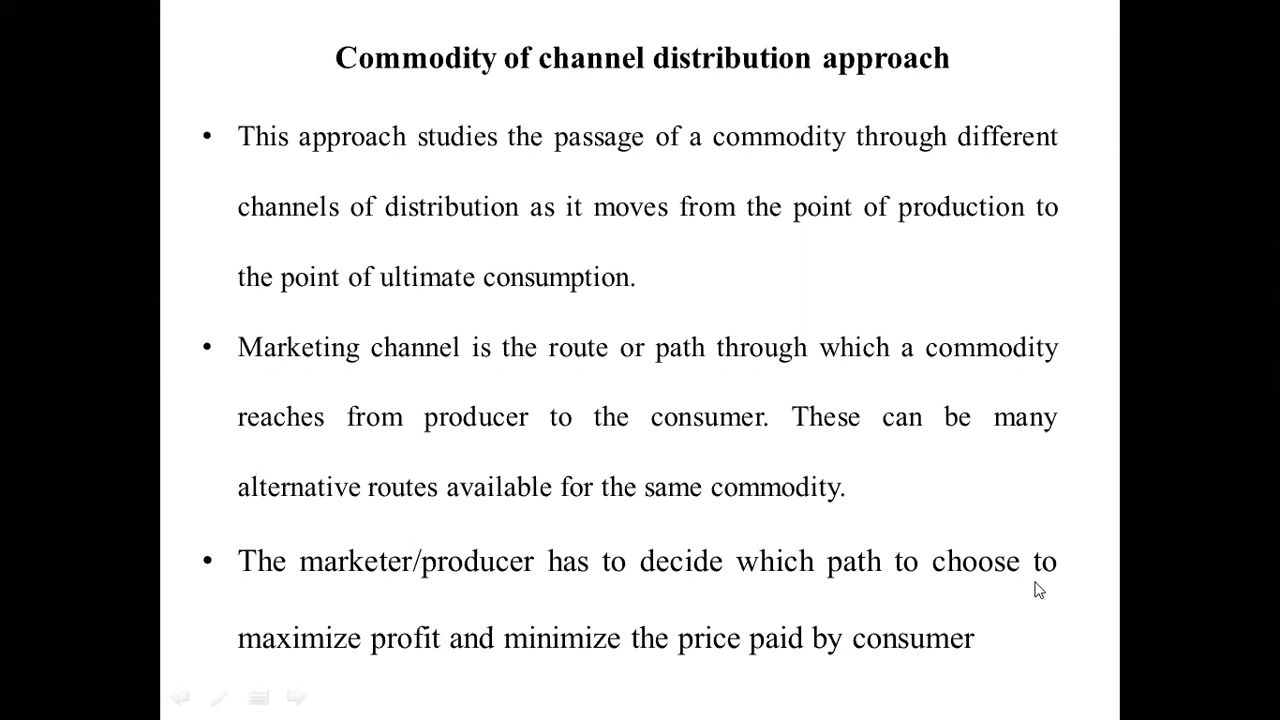 Commodity of channel distribution approach
• This approach studies the passage of a commodity through different
channels of distribution as it moves from the point of production to
the point of ultimate consumption.
• Marketing channel is the route or path through which a commodity
reaches from producer to the consumer. These can be many
alternative routes available for the same commodity.
• The marketer/producer has to decide which path to choose to
maximize profit and minimize the price paid by consumer